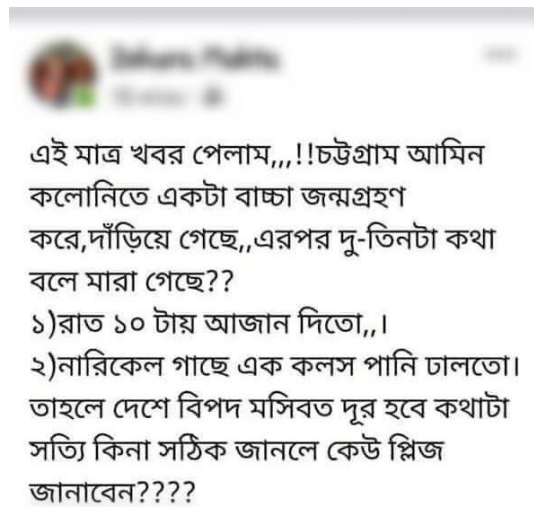 এই মাত্র খবর পেলাম,,,!!চট্টগ্রাম আমিন
কলোনিতে একটা বাচ্চা জন্মগ্রহণ
করে,দাঁড়িয়ে গেছে,,এরপর দু-তিনটা কথা
বলে মারা গেছে??
১)রাত ১০ টায় আজান দিতো,,।
২)নারিকেল গাছে এক কলস পানি ঢালতো।
তাহলে দেশে বিপদ মসিবত দূর হবে কথাটা
সত্যি কিনা সঠিক জানলে কেউ প্লিজ
জানাবেন????